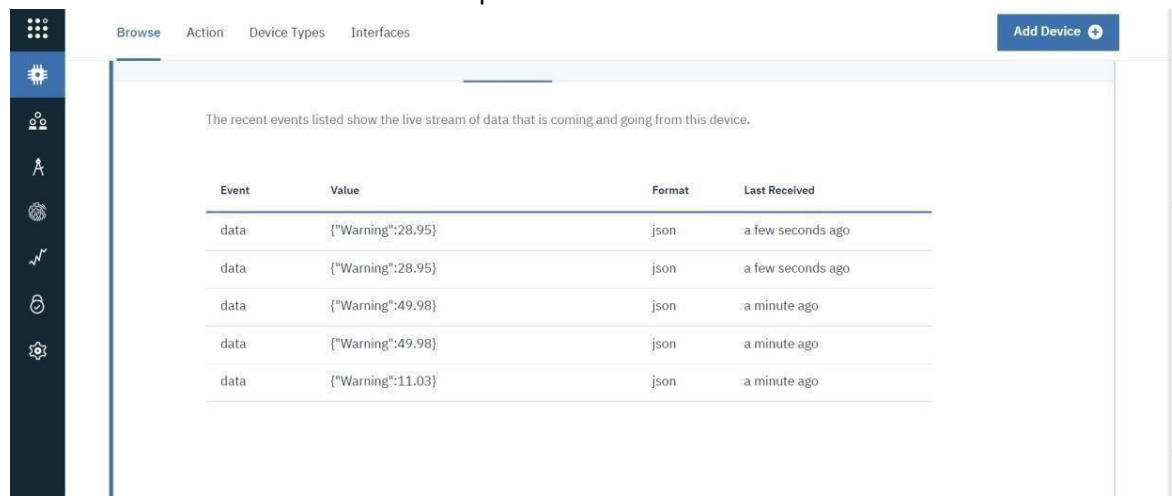 Browse Action Device Types Interfaces Add Device
The recent events listed show the live stream of data that is coming and going from this device.
Event Value Format Last Received
data {"Warning":28.95} json a few seconds ago
data {"Warning":28.95} json a few seconds ago
data {"Warning":49.98} json a minute ago
data {"Warning":49.98} json a minute ago
data {"Warning":11.03} json a minute ago